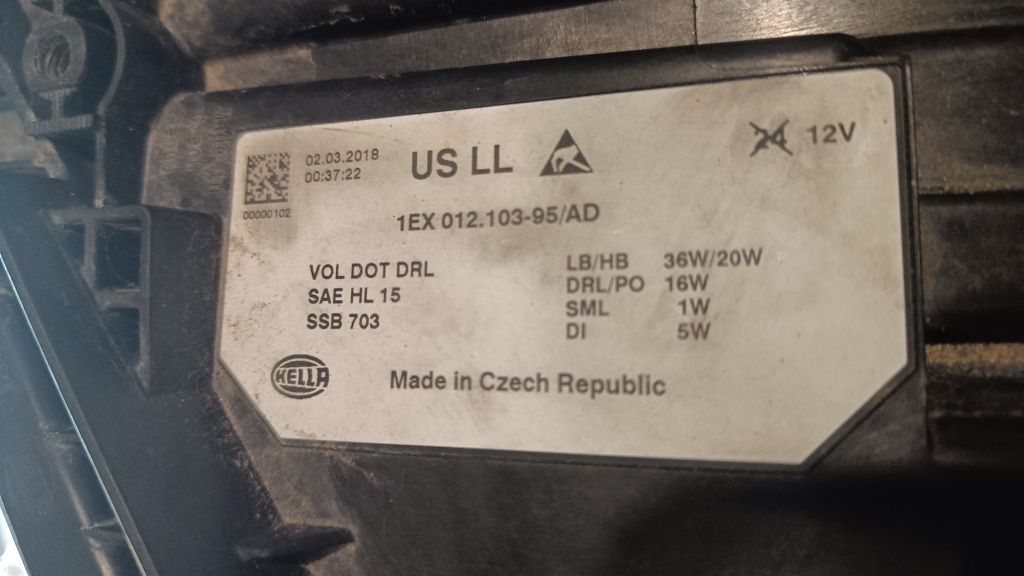 02.03.2018
00:37:22
00000102
US LL
24 12V
1EX 012.103-95/AD
VOL DOT DRL
SAE HL 15
SSB 703
LB/HB 36W/20W
DRL/PO 16W
SML 1W
DI 5W
HELLA
Made in Czech Republic